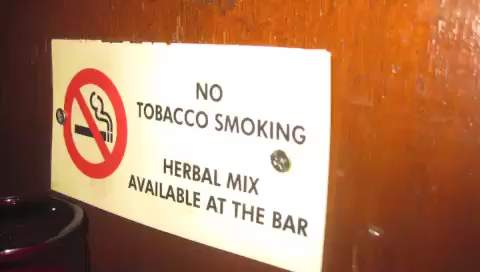 NO
TOBACCO SMOKING
HERBAL MIX
AVAILABLE AT THE BAR